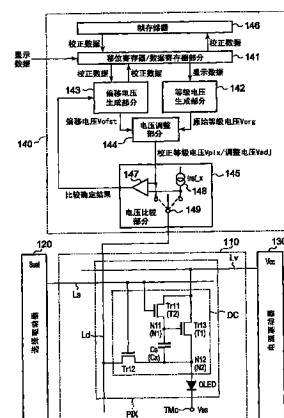 帧存储器
146
校正数据
校正数据
显示
数据
移位寄存器/数据寄存器部分
141
校正数据
校正数据
显示数据
143
偏移电压
生成部分
等级电压
生成部分
142
140
偏移电压Vofst
电压调整
部分
原始等级电压Vorg
144
校正等级电压Vpix/调整电压Vadj
比较确定结果
147
145
Iref_x
148
电压比较
部分
149
120
110
130
Ssel
Lv
Vcc
Ls
选择驱动器
电源驱动器
Ld
Tr11
(T2)
DC
N11
(N1)
Tr13
(T1)
Cs
(Cx)
Tr12
N12
(N2)
OLED
PIX
TMc
Vss